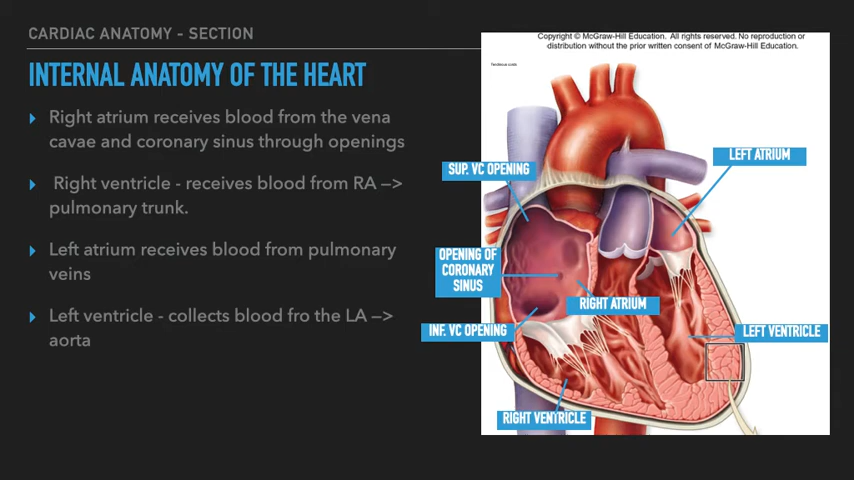 CARDIAC ANATOMY - SECTION
INTERNAL ANATOMY OF THE HEART
Right atrium receives blood from the vena
cavae and coronary sinus through openings
Right ventricle - receives blood from RA —>
pulmonary trunk.
Left atrium receives blood from pulmonary
veins
Left ventricle - collects blood fro the LA —>
aorta
Copyright © McGraw-Hill Education. All rights reserved. No reproduction or
distribution without the prior written consent of McGraw-Hill Education.
LEFT ATRIUM
SUP. VC OPENING
OPENING OF
CORONARY
SINUS
RIGHT ATRIUM
INF. VC OPENING
LEFT VENTRICLE
RIGHT VENTRICLE